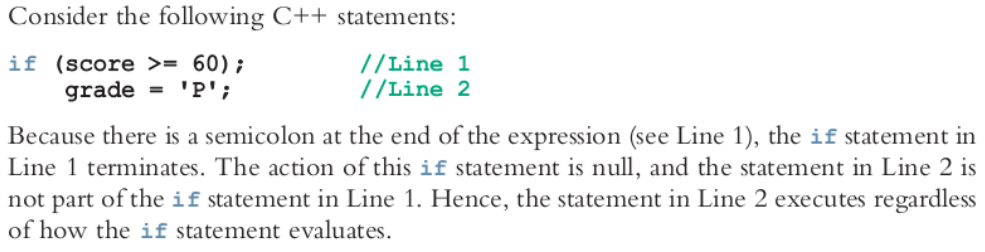 Consider the following C++ statements:
if (score >= 60); //Line 1
grade = 'P'; //Line 2
Because there is a semicolon at the end of the expression (see Line 1), the if statement in
Line 1 terminates. The action of this if statement is null, and the statement in Line 2 is
not part of the if statement in Line 1. Hence, the statement in Line 2 executes regardless
of how the if statement evaluates.